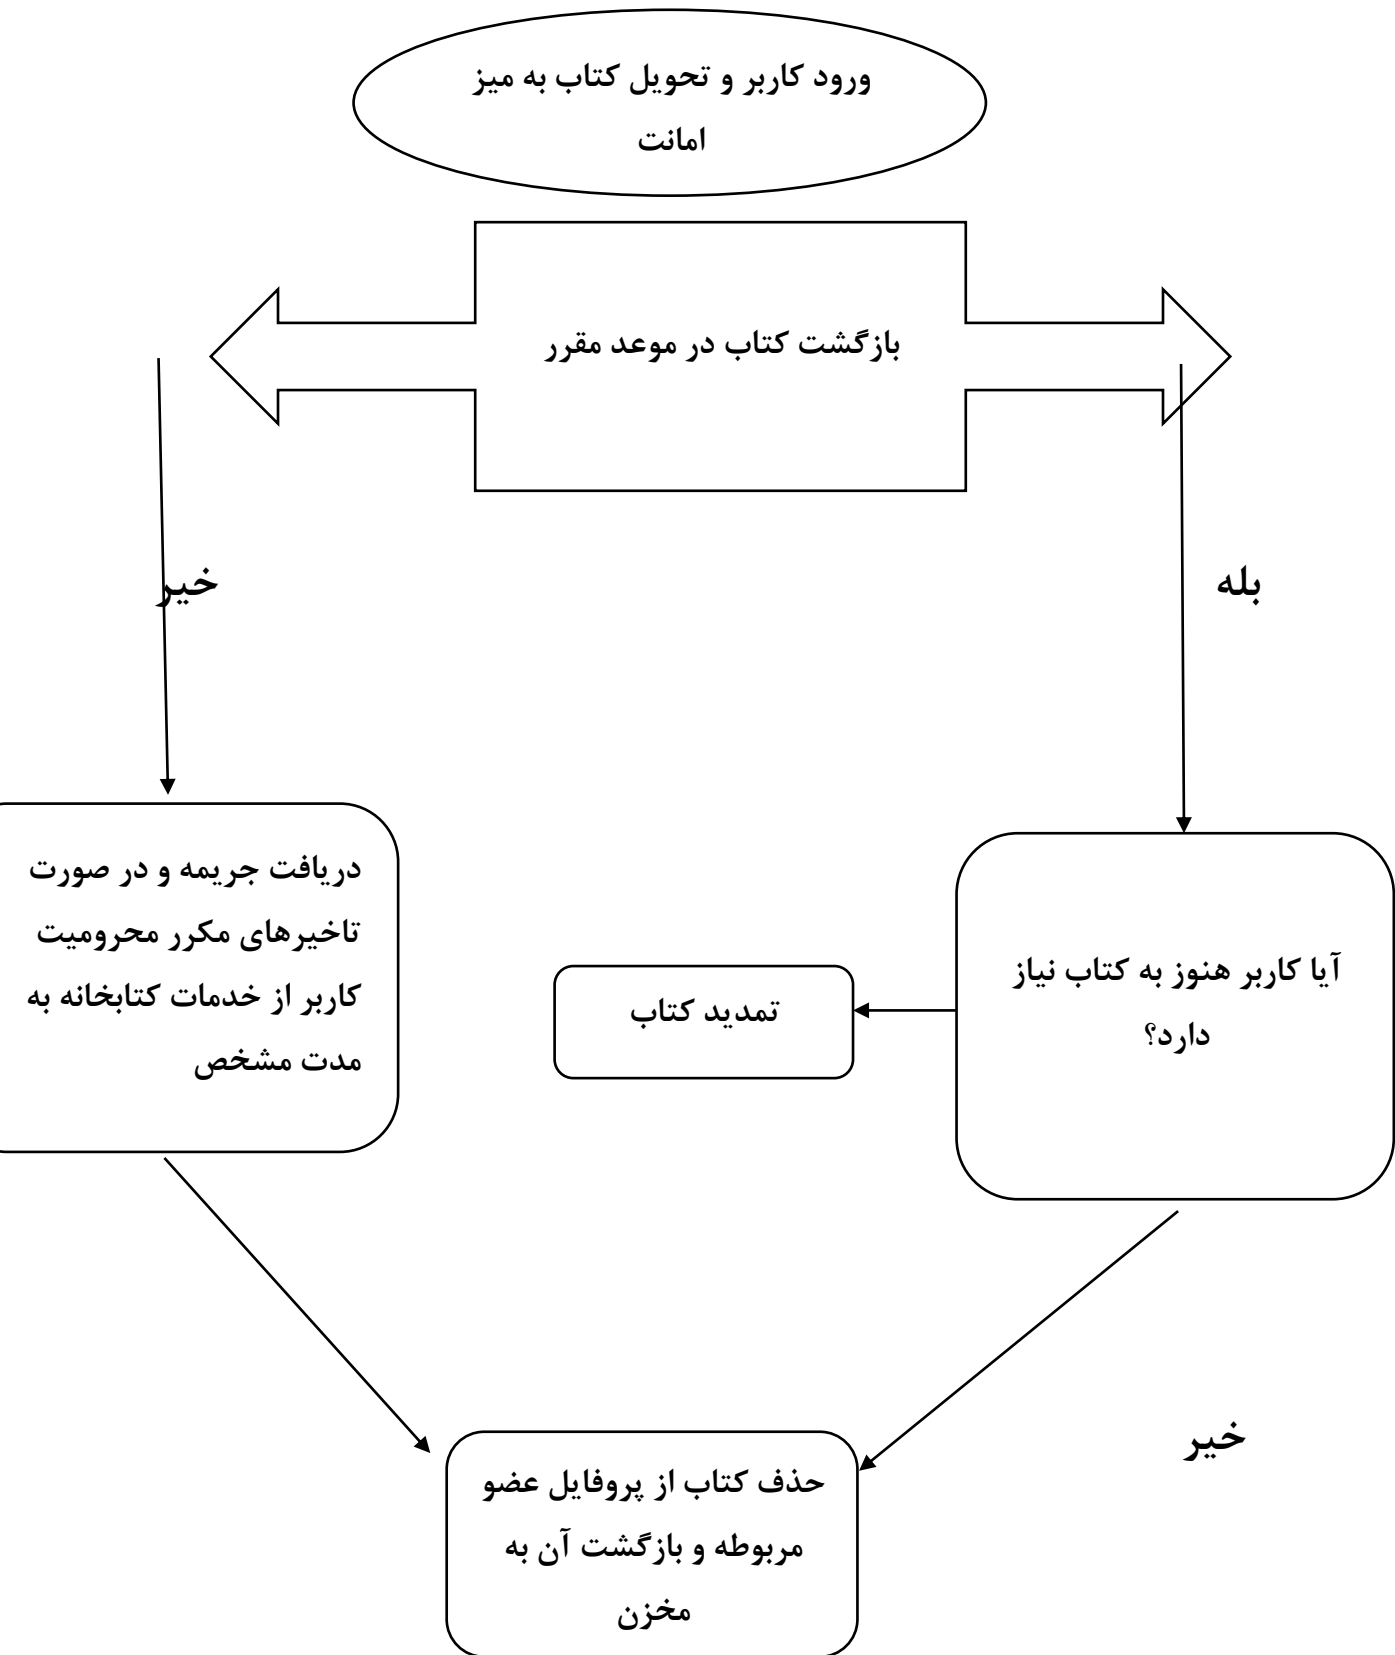 ورود کاربر و تحویل کتاب به میز
امانت
بازگشت کتاب در موعد مقرر
بله
خیر
آیا کاربر هنوز به کتاب نیاز
دارد؟
تمدید کتاب
دریافت جریمه و در صورت
تاخیرهای مکرر محرومیت
کاربر از خدمات کتابخانه به
مدت مشخص
خیر
حذف کتاب از پروفایل عضو
مربوطه و بازگشت آن به
مخزن